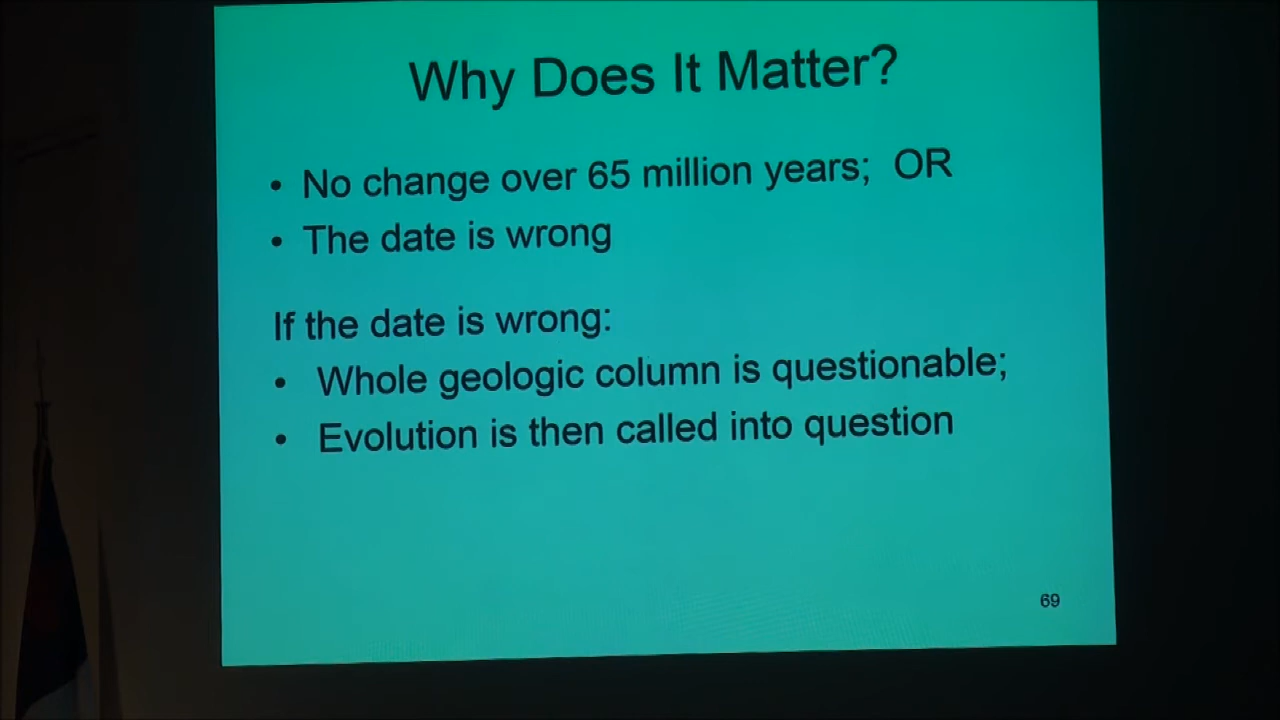 Why Does It Matter?
• No change over 65 million years; OR
• The date is wrong
If the date is wrong:
• Whole geologic column is questionable;
• Evolution is then called into question
69